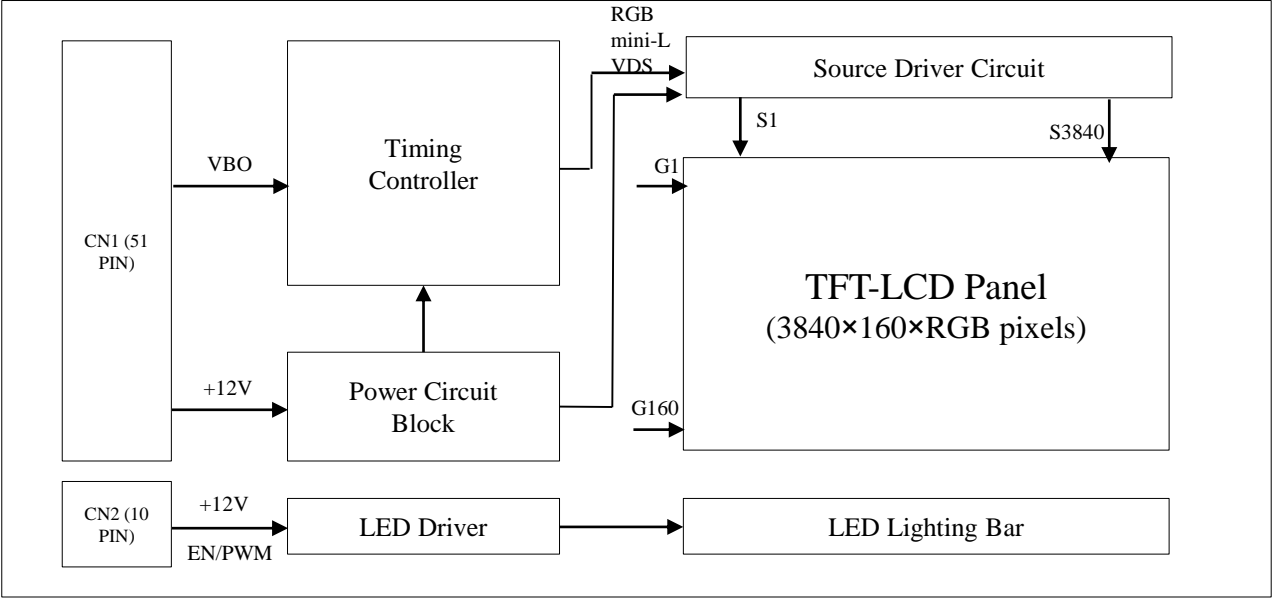 RGB
mini-L
VDS
Source Driver Circuit
S1
S3840
Timing
Controller
VBO
G1
CN1 (51
PIN)
TFT-LCD Panel
(3840×160×RGB pixels)
+12V
Power Circuit
Block
G160
CN2 (10
PIN)
+12V
EN/PWM
LED Driver
LED Lighting Bar